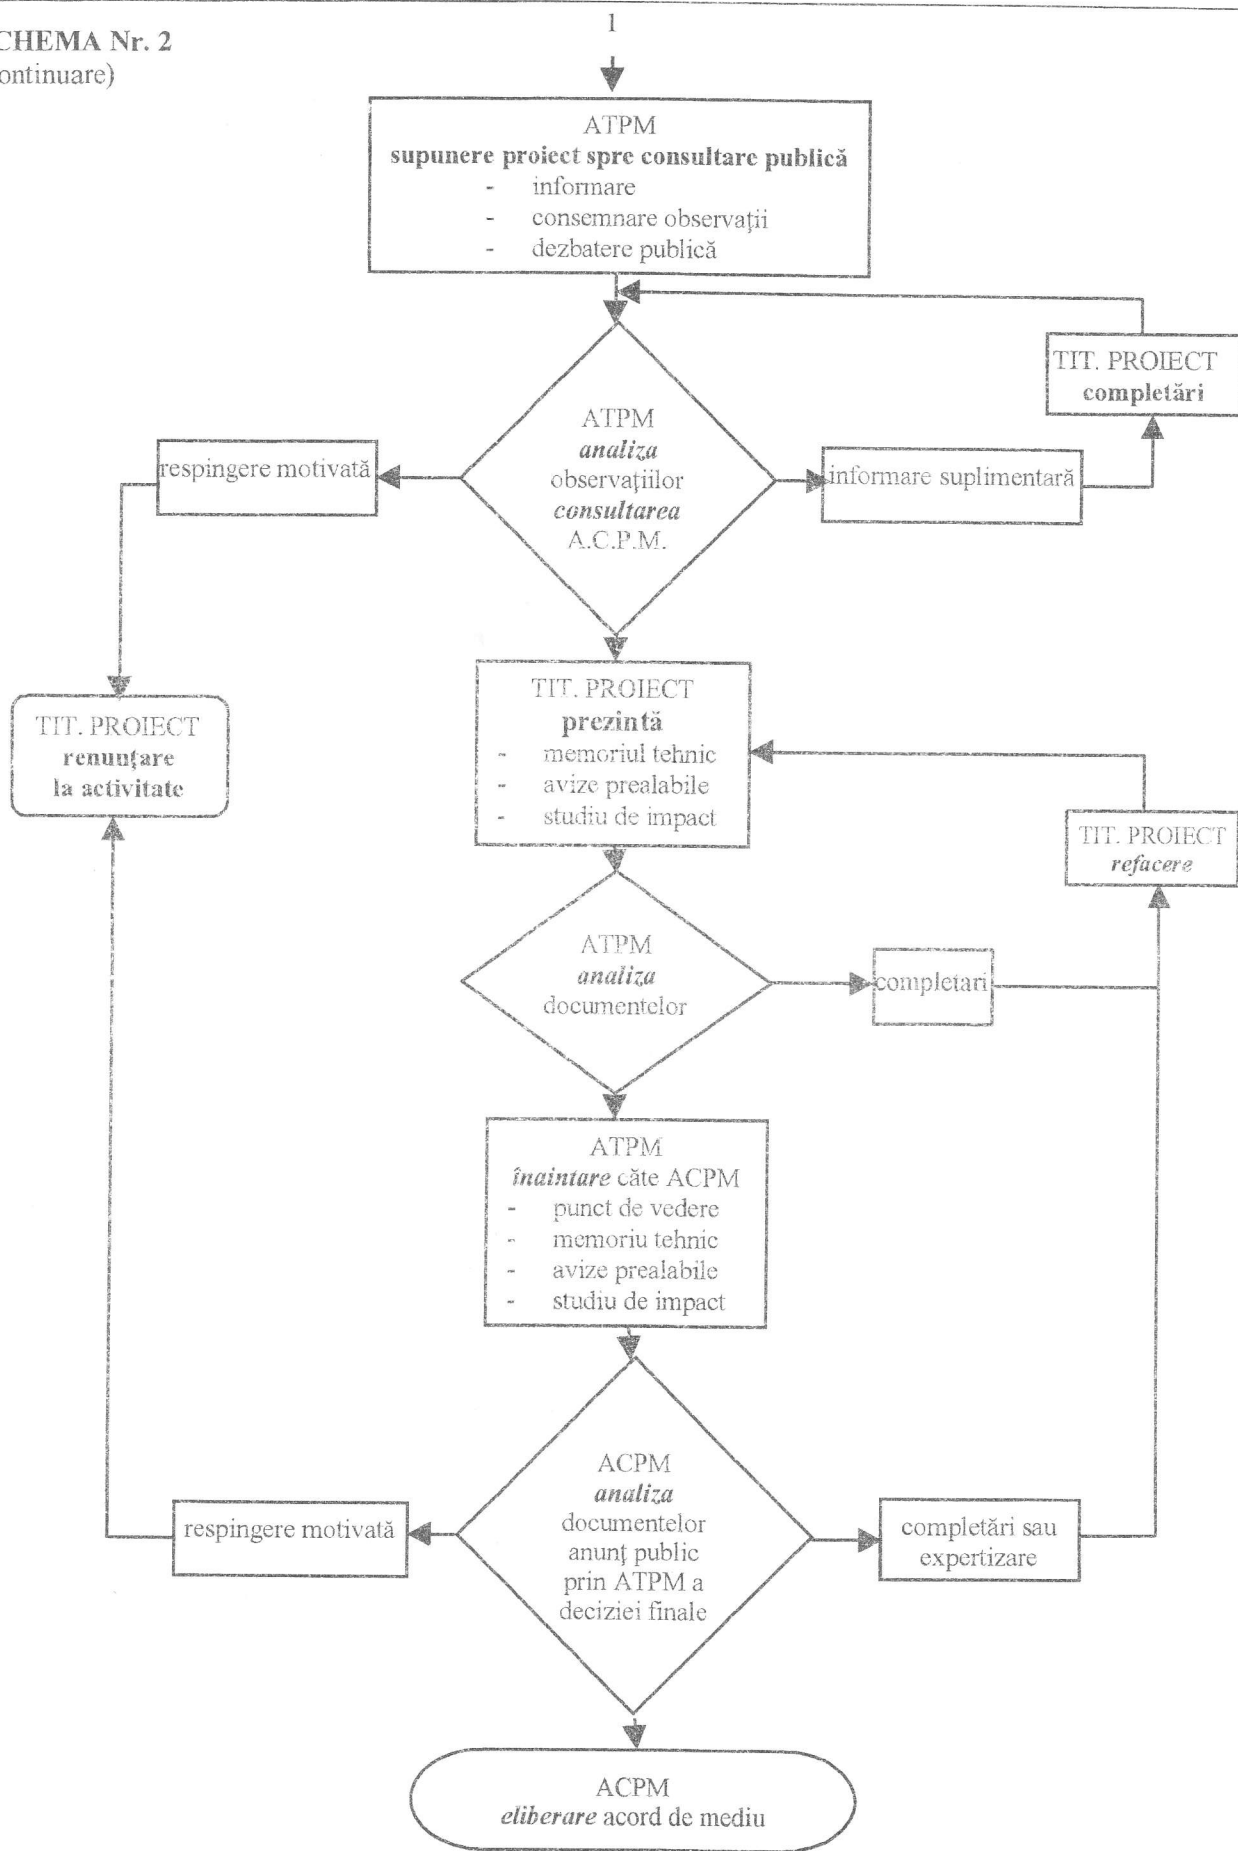 1
CHEMA Nr. 2
ontinuare)
ATPM
supunere proiect spre consultare publică
- informare
- consemnare observaţii
- dezbatere publică
TIT. PROIECT
completări
ATPM
analiza
observaţiilor
consultarea
A.C.P.M.
respingere motivată
informare suplimentară
TIT. PROIECT
prezintă
- memoriul tehnic
- avize prealabile
- studiu de impact
TIT. PROIECT
renunţare
la activitate
TIT. PROIECT
refacere
ATPM
analiza
documentelor
completari
ATPM
înaintare căte ACPM
- punct de vedere
- memoriu tehnic
- avize prealabile
- studiu de impact
ACPM
analiza
documentelor
anunţ public
prin ATPM a
deciziei finale
respingere motivată
completări sau
expertizare
ACPM
eliberare acord de mediu